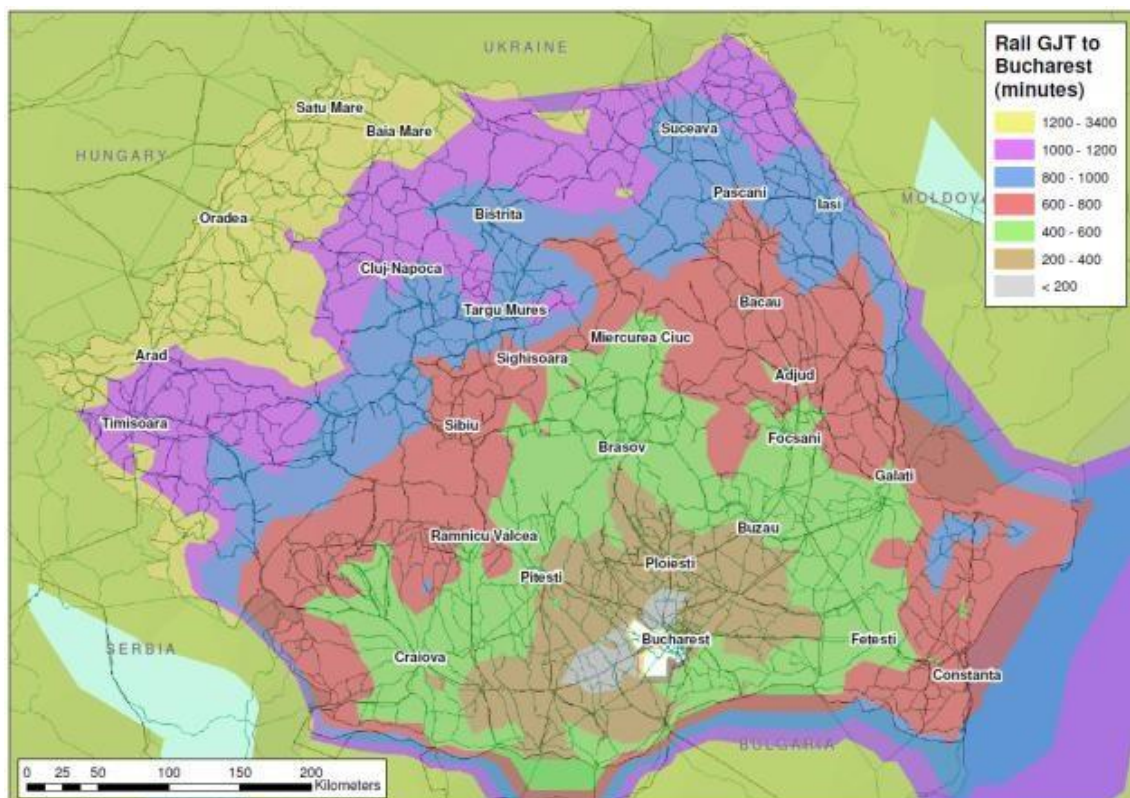 UKRAINE
Rail GJT to
Bucharest
(minutes)
1200 - 3400
1000 - 1200
800 - 1000
600 - 800
400 - 600
200 - 400
< 200
Satu Mare
Baia Mare
Suceava
HUNGARY
Pascani
Iasi
MOLDOVA
Oradea
Bistrita
Cluj-Napoca
Targu Mures
Bacau
Miercurea Ciuc
Arad
Sighisoara
Adjud
Timisoara
Sibiu
Focsani
Brasov
Galati
Ramnicu Valcea
Buzau
Pitesti
Ploiesti
Bucharest
Fetesti
SERBIA
Craiova
Constanta
BULGARIA
0 25 50 100 150 200
Kilometers